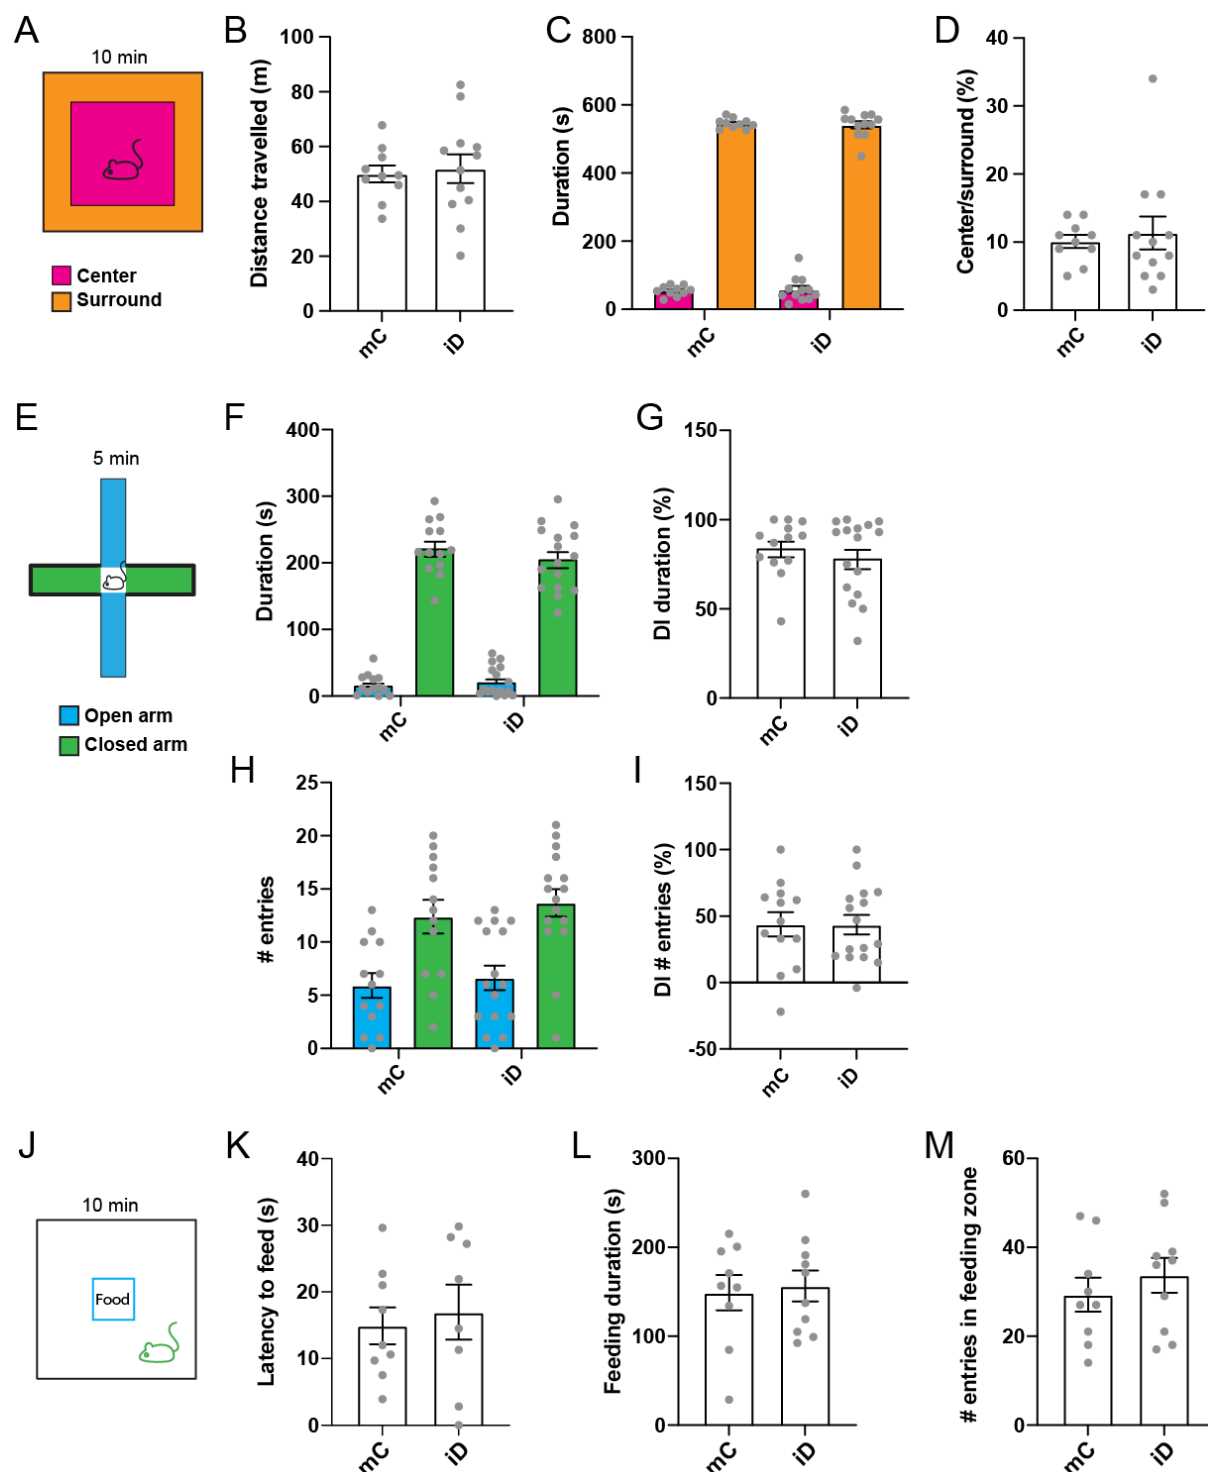 A
10 min
Center
Surround
B
Distance travelled (m)
100
80
60
40
20
0
mC
iD
C
Duration (s)
800
600
400
200
0
mC
iD
D
Center/surround (%)
40
30
20
10
0
mC
iD
E
5 min
Open arm
Closed arm
F
Duration (s)
400
300
200
100
0
mC
iD
G
DI duration (%)
150
100
50
0
mC
iD
H
# entries
25
20
15
10
5
0
mC
iD
I
DI # entries (%)
150
100
50
0
-50
mC
iD
J
10 min
Food
K
Latency to feed (s)
40
30
20
10
0
mC
iD
L
Feeding duration (s)
300
200
100
0
mC
iD
M
# entries in feeding zone
60
40
20
0
mC
iD